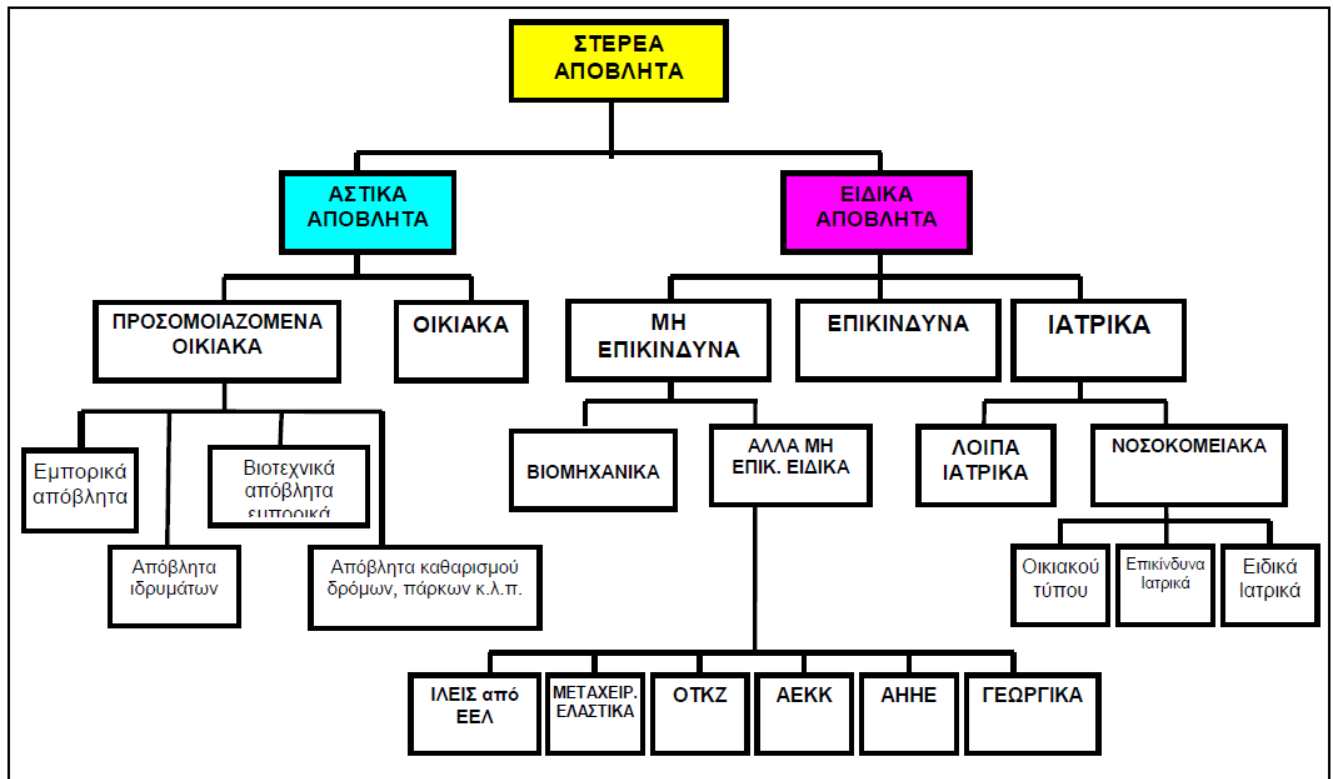 ΣΤΕΡΕΑ
ΑΠΟΒΛΗΤΑ
ΑΣΤΙΚΑ
ΑΠΟΒΛΗΤΑ
ΕΙΔΙΚΑ
ΑΠΟΒΛΗΤΑ
ΠΡΟΣΟΜΟΙΑΖΟΜΕΝΑ
ΟΙΚΙΑΚΑ
ΟΙΚΙΑΚΑ
ΜΗ
ΕΠΙΚΙΝΔΥΝΑ
ΕΠΙΚΙΝΔΥΝΑ
ΙΑΤΡΙΚΑ
Εμπορικά
απόβλητα
Βιοτεχνικά
απόβλητα
εμπορικά
ΒΙΟΜΗΧΑΝΙΚΑ
ΑΛΛΑ ΜΗ
ΕΠΙΚ. ΕΙΔΙΚΑ
ΛΟΙΠΑ
ΙΑΤΡΙΚΑ
ΝΟΣΟΚΟΜΕΙΑΚΑ
Απόβλητα
ιδρυμάτων
Απόβλητα καθαρισμού
δρόμων, πάρκων κ.λ.π.
Οικιακού
τύπου
Επικίνδυνα
Ιατρικά
Ειδικά
Ιατρικά
ΙΛΕΙΣ από
ΕΕΛ
ΜΕΤΑΧΕΙΡ.
ΕΛΑΣΤΙΚΑ
ΟΤΚΖ
ΑΕΚΚ
ΑΗΗΕ
ΓΕΩΡΓΙΚΑ